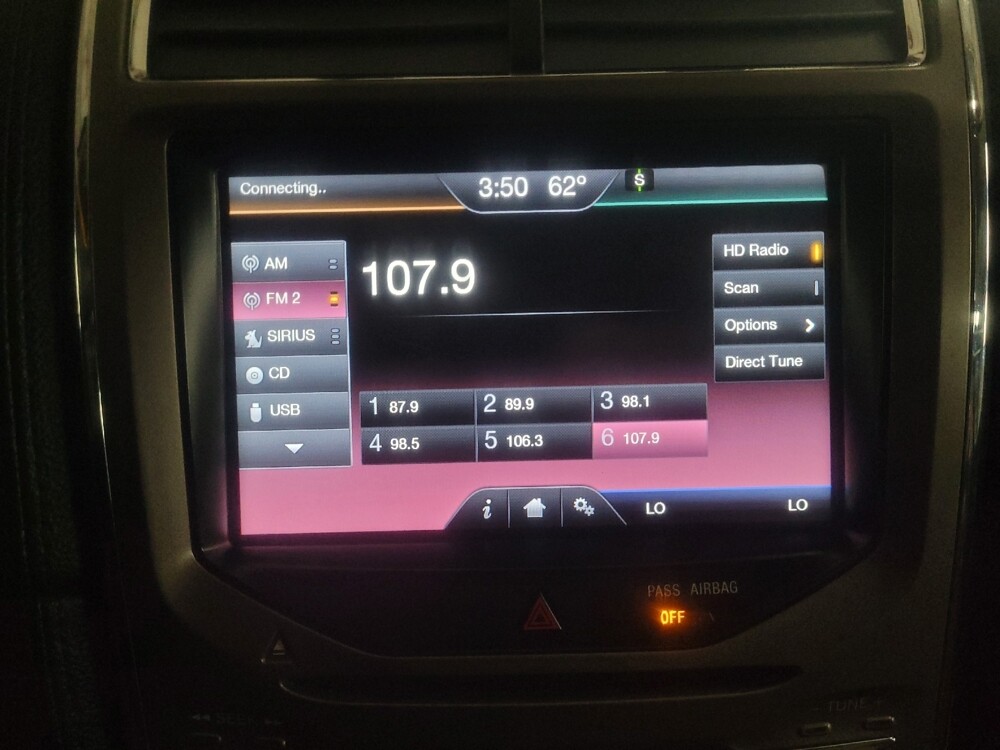 Connecting..
3:50 62° S
AM
FM 2
SIRIUS
CD
USB
107.9
HD Radio
Scan
Options
Direct Tune
1 87.9 2 89.9 3 98.1
4 98.5 5 106.3 6 107.9
i
LO LO
PASS AIRBAG
OFF
SEEK
TUNE